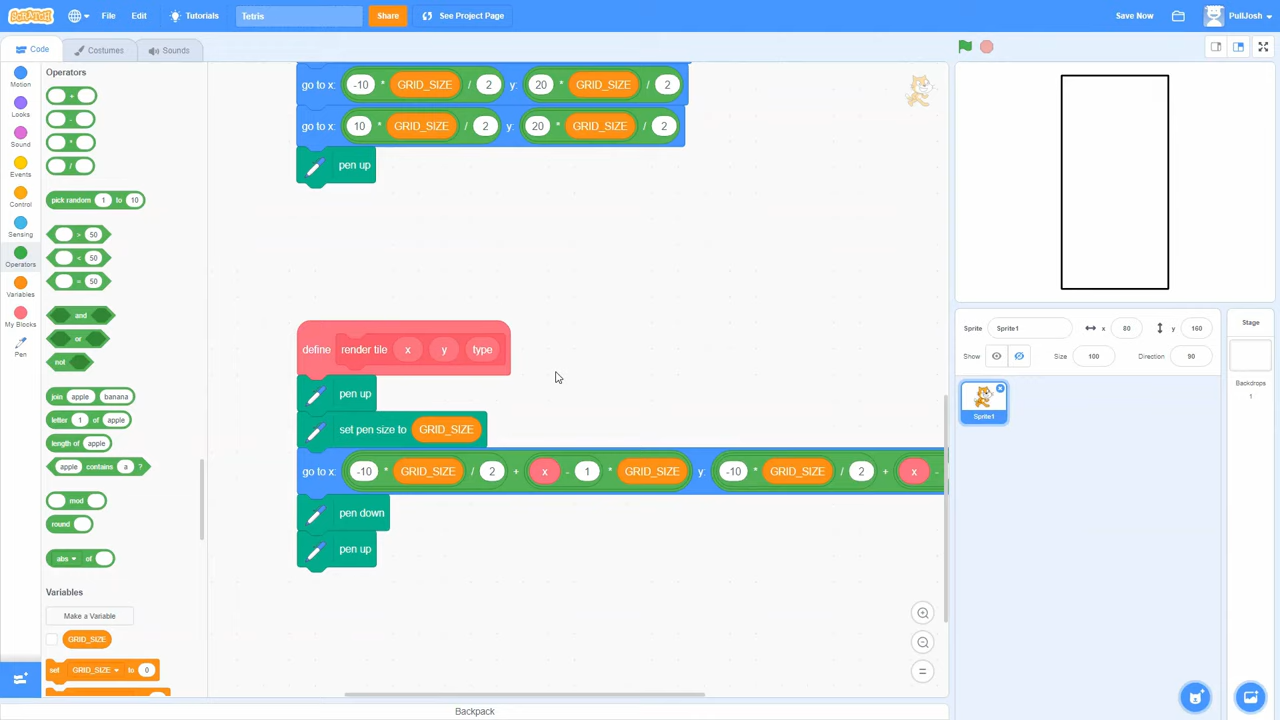 SCRATCH File Edit Tutorials Tetris Share See Project Page Save Now PullJosh
Code Costumes Sounds
Motion
Looks
Sound
Events
Control
Sensing
Operators
Variables
My Blocks
Pen
Operators
+
-
*
/
pick random 1 to 10
> 50
< 50
= 50
and
or
not
join apple banana
letter 1 of apple
length of apple
apple contains a ?
mod
round
abs of
Variables
Make a Variable
GRID_SIZE
set GRID_SIZE to 0
go to x: -10 * GRID_SIZE / 2 y: 20 * GRID_SIZE / 2
go to x: 10 * GRID_SIZE / 2 y: 20 * GRID_SIZE / 2
pen up
define render tile x y type
pen up
set pen size to GRID_SIZE
go to x: -10 * GRID_SIZE / 2 + x - 1 * GRID_SIZE y: -10 * GRID_SIZE / 2 + x -
pen down
pen up
Sprite Sprite1 x 80 y 160
Show Size 100 Direction 90
Sprite1
Stage
Backdrops
1
Backpack